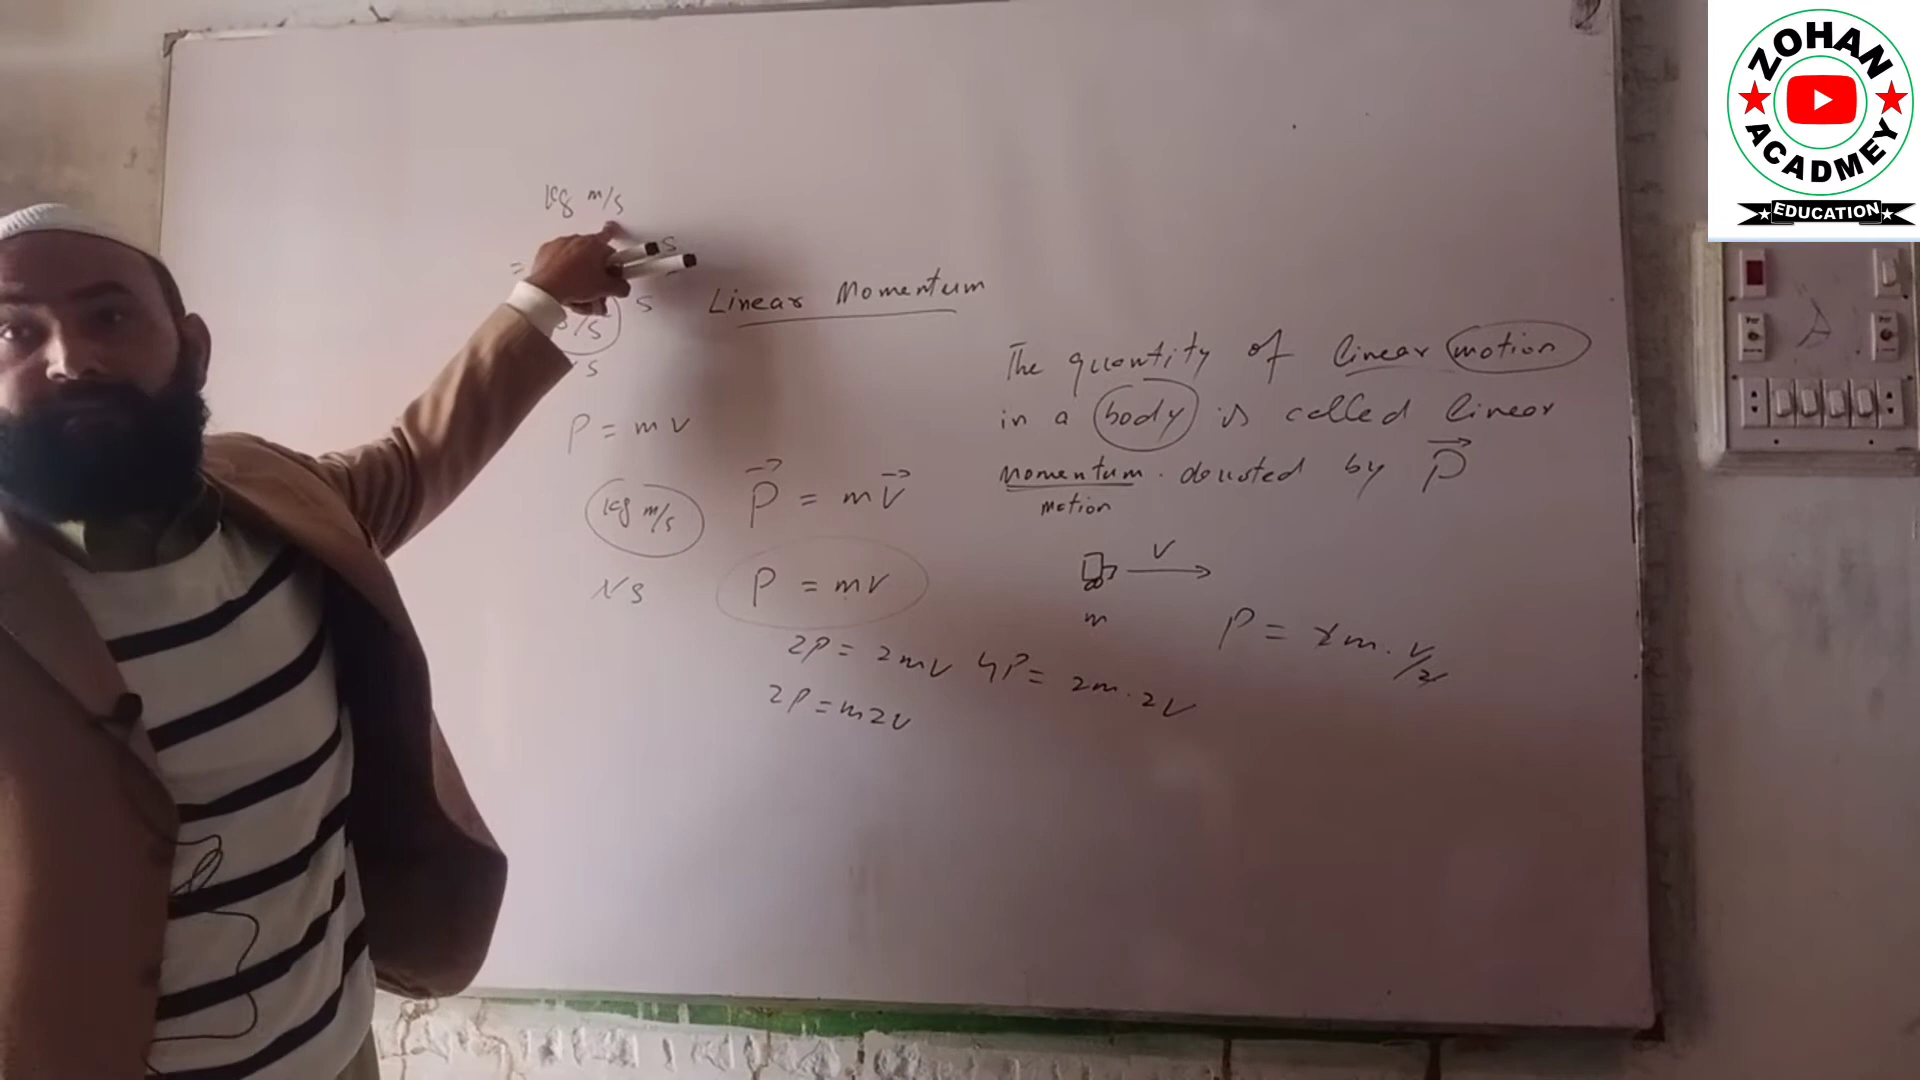 ZOHAN
ACADMEY
EDUCATION
kg m/s
=
s
s
Linear Momentum
The quantity of linear motion
in a body is called linear
momentum. denoted by P
motion
P = mv
kg m/s
P = mv
NS
P = mv
V
m
P = 2m. v/2
2P = 2mv
4P = 2m. 2v
2P = m2v